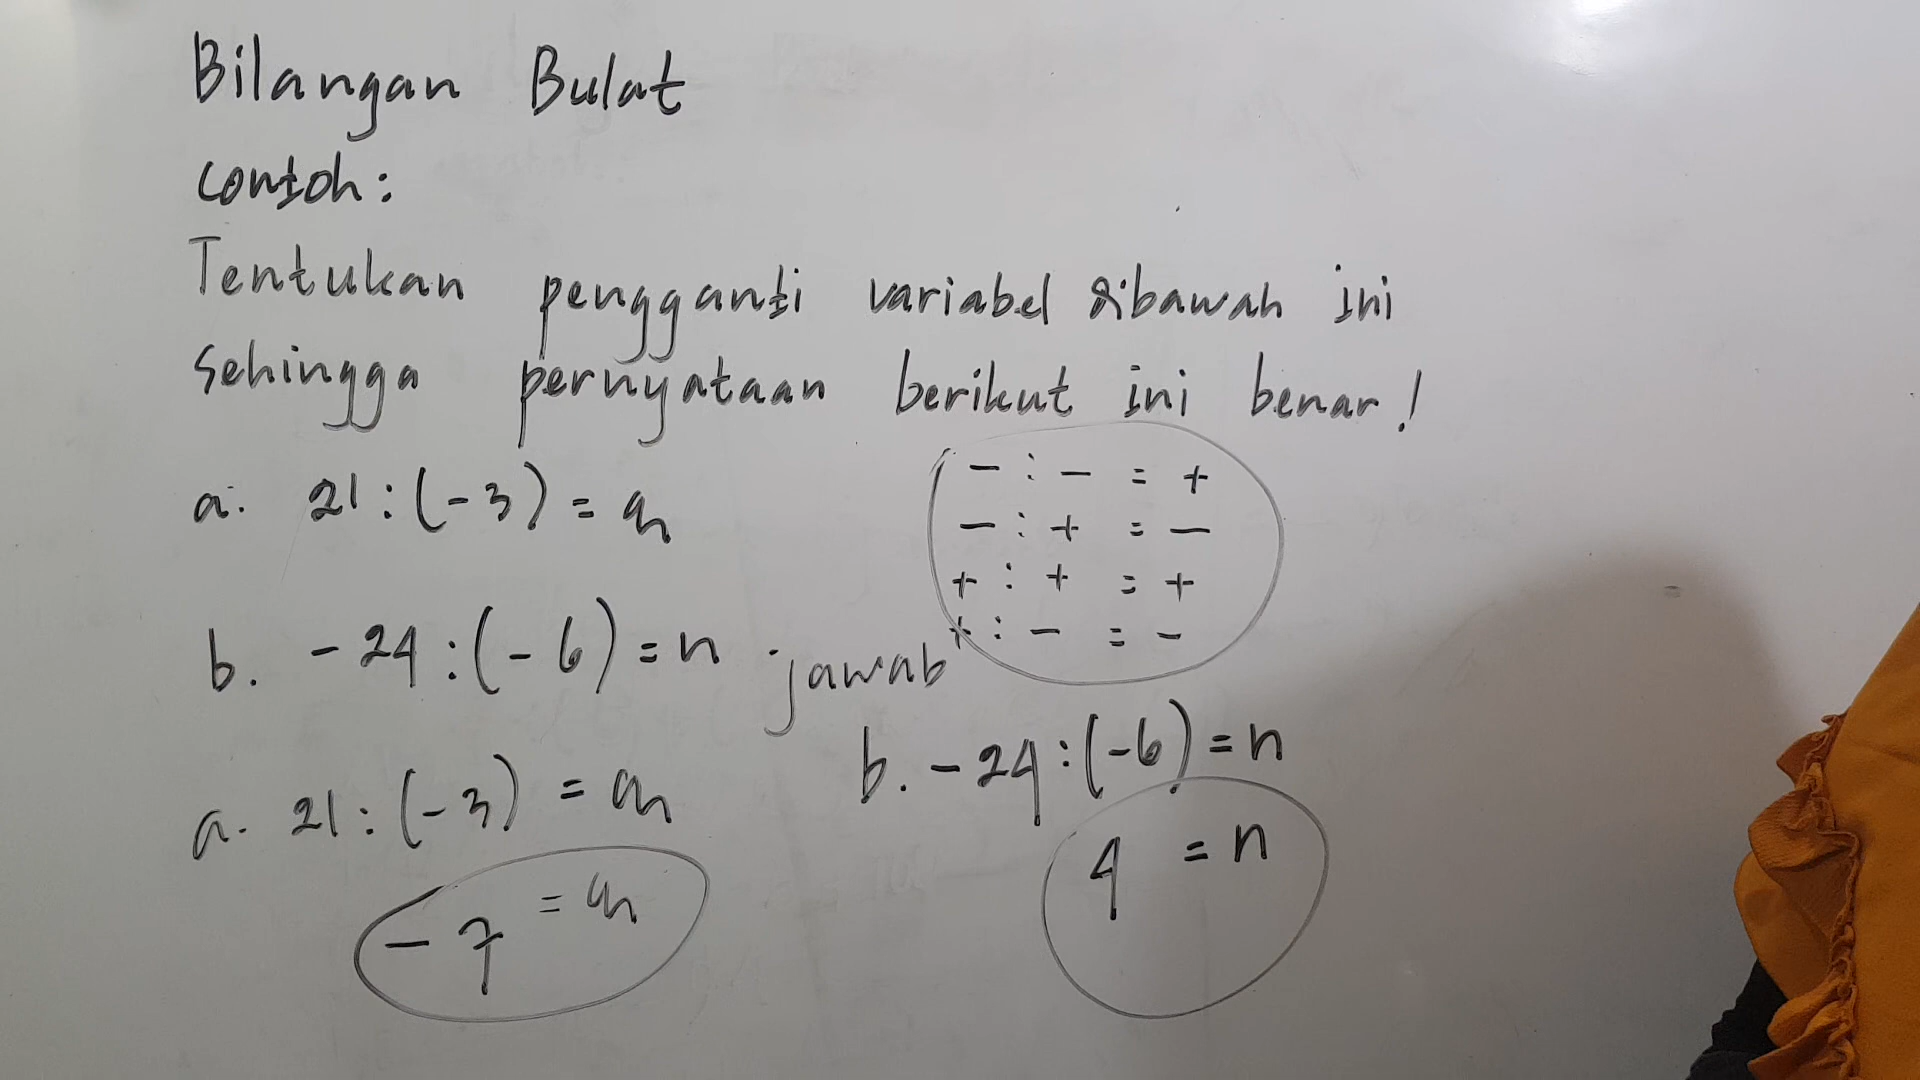 Bilangan Bulat
Contoh:
Tentukan pengganti variabel dibawah ini
Sehingga pernyataan berikut ini benar!
a. 21 : (-3) = m
b. -24 : (-6) = n
- : - = +
- : + = -
+ : + = +
+ : - = -
jawab
a. 21 : (-3) = m
-7 = m
b. -24 : (-6) = n
4 = n